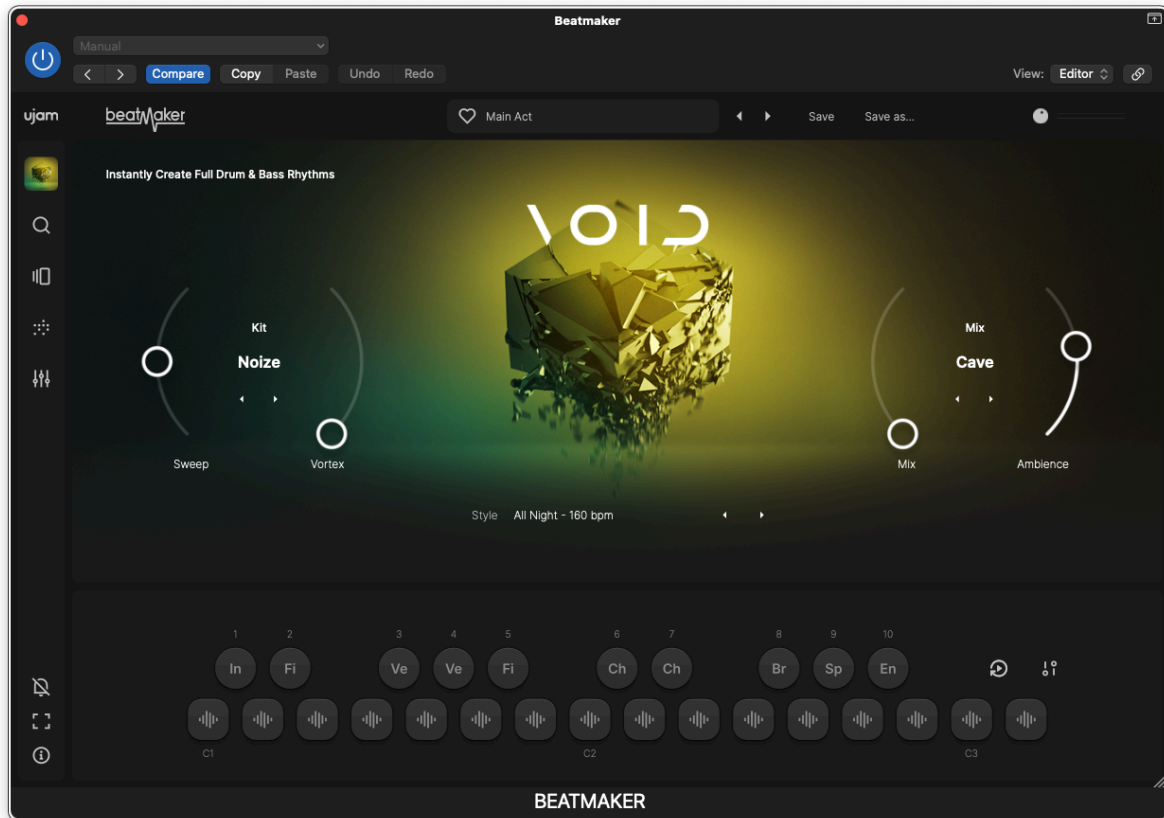 Beatmaker
Manual
Compare Copy Paste Undo Redo View: Editor
ujam beatMaker Main Act Save Save as...
Instantly Create Full Drum & Bass Rhythms
VOID
Kit
Noize
Sweep Vortex
Mix
Cave
Mix Ambience
Style All Night - 160 bpm
1 2 3 4 5 6 7 8 9 10
In Fi Ve Ve Fi Ch Ch Br Sp En
C1 C2 C3
BEATMAKER